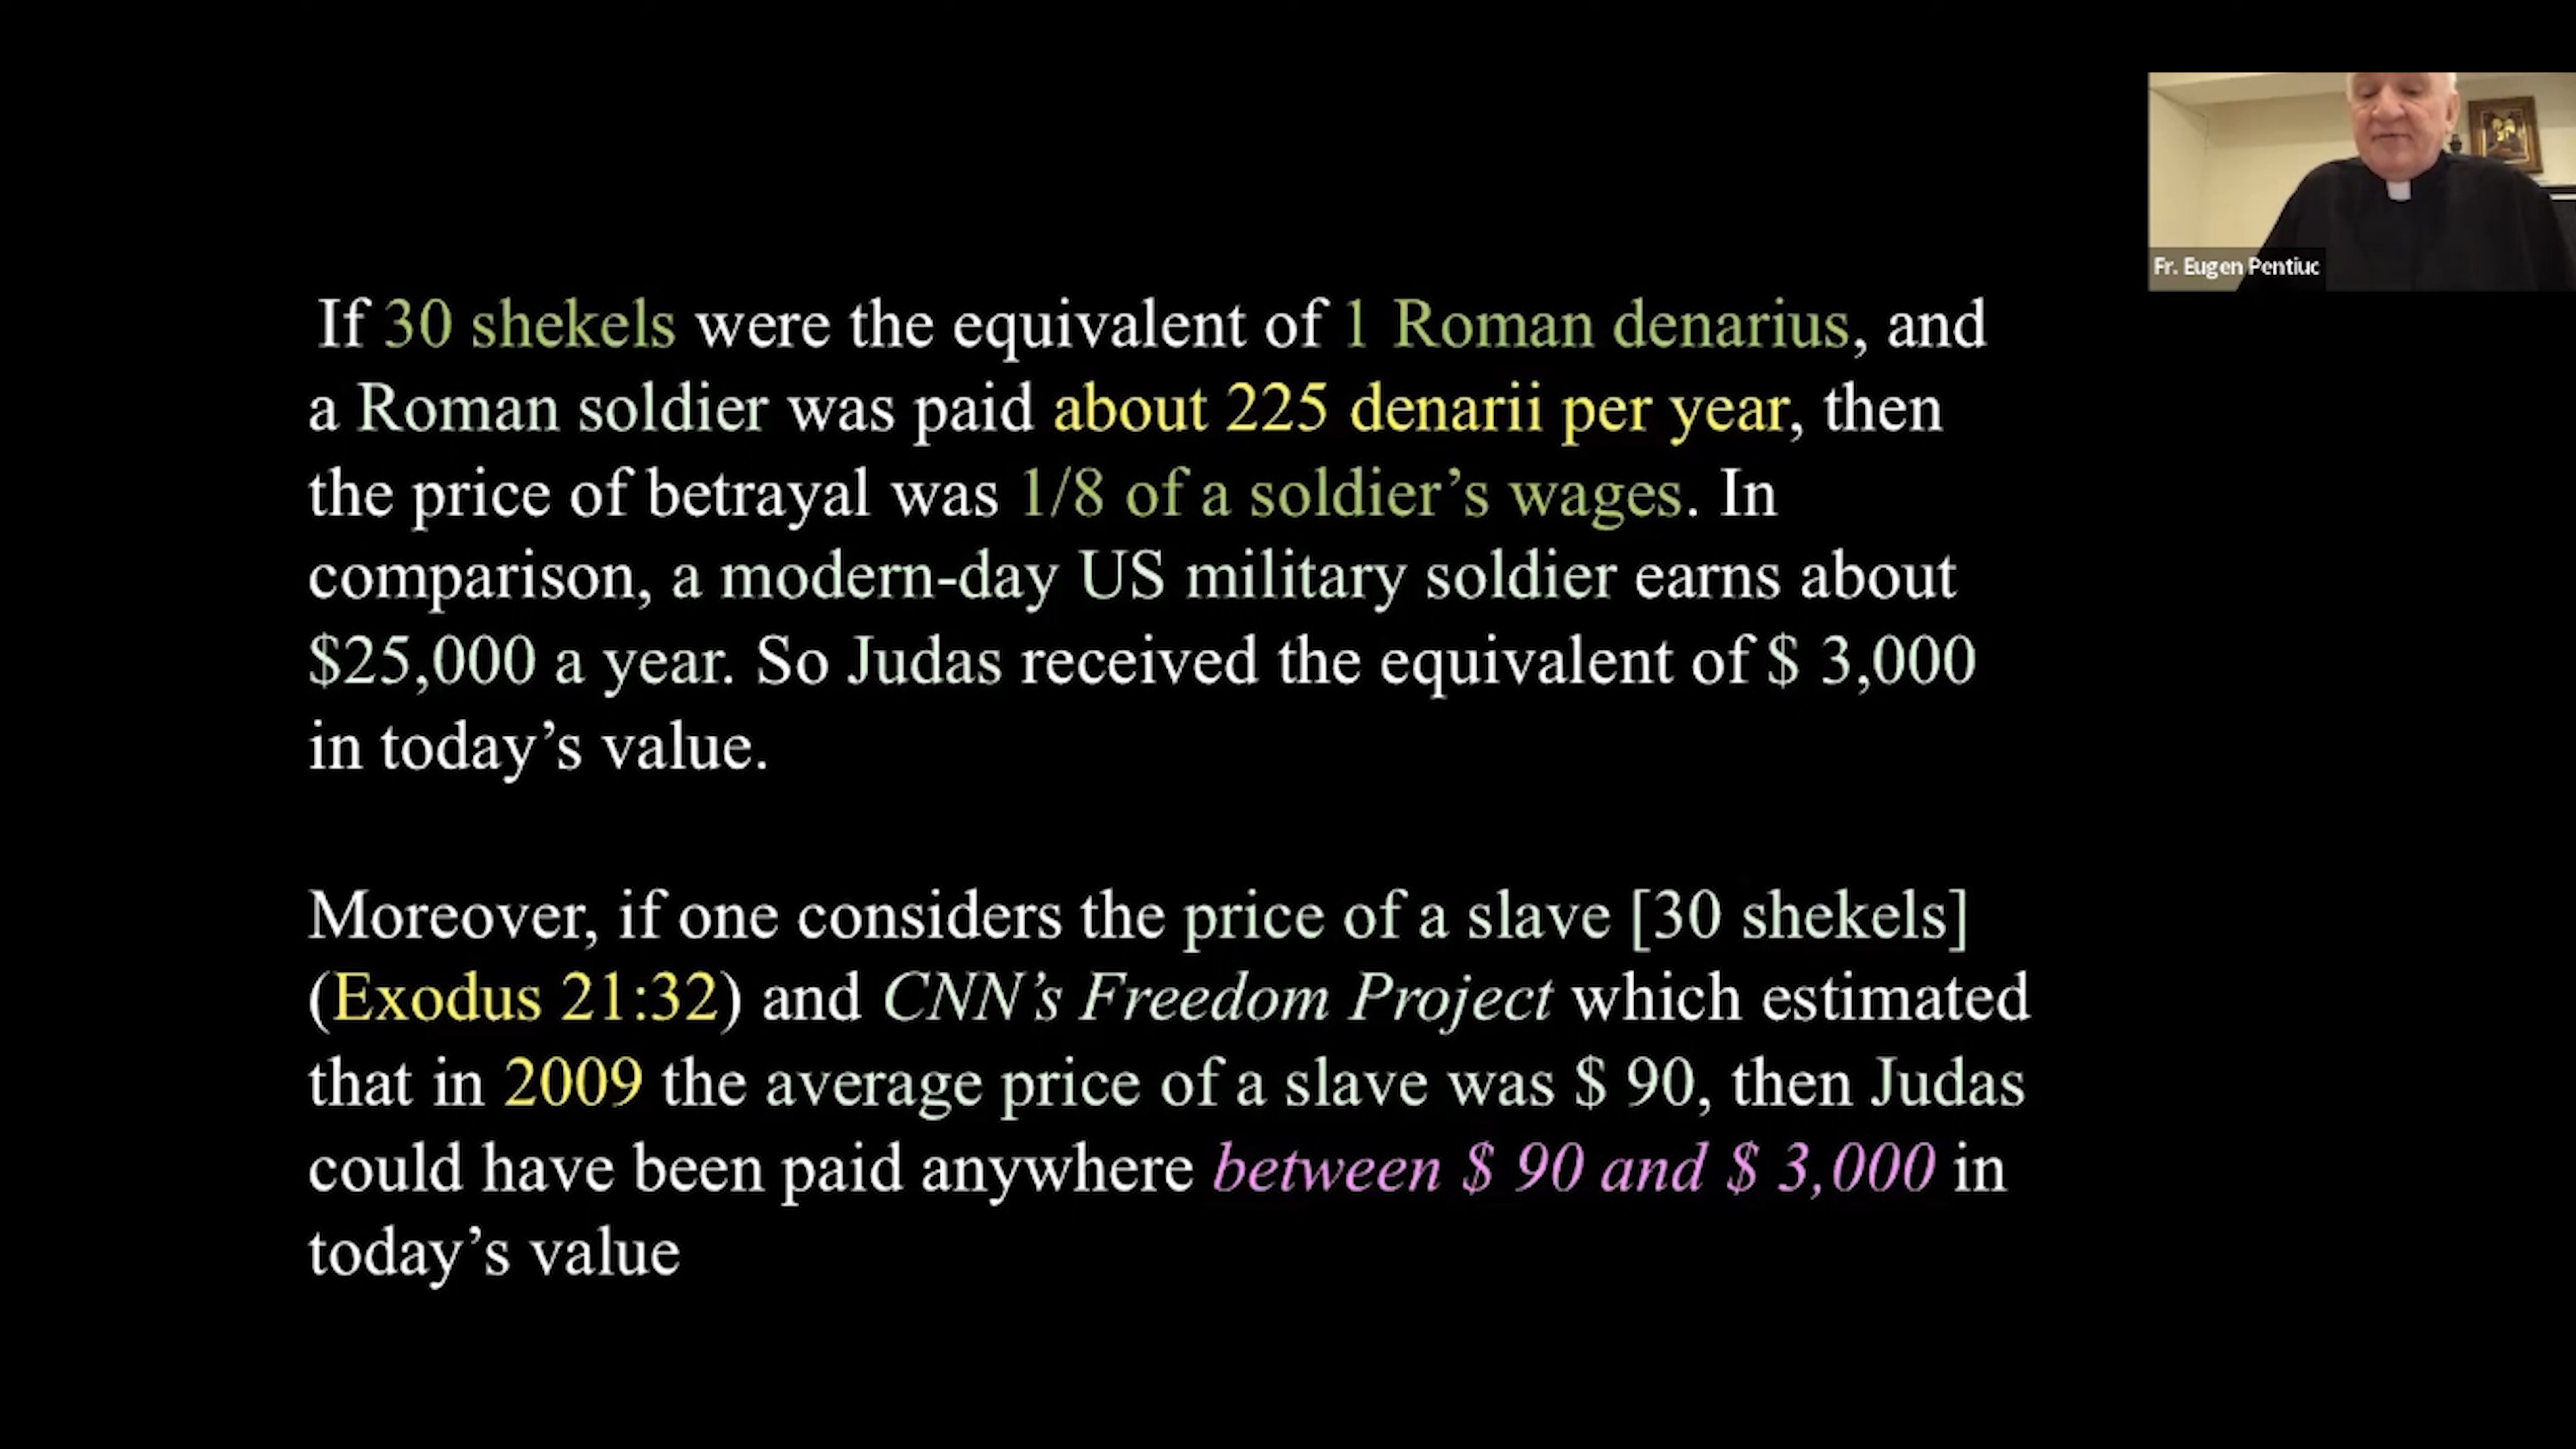 Fr. Eugen Pentiuc
If 30 shekels were the equivalent of 1 Roman denarius, and
a Roman soldier was paid about 225 denarii per year, then
the price of betrayal was 1/8 of a soldier’s wages. In
comparison, a modern-day US military soldier earns about
$25,000 a year. So Judas received the equivalent of $ 3,000
in today’s value.
Moreover, if one considers the price of a slave [30 shekels]
(Exodus 21:32) and CNN’s Freedom Project which estimated
that in 2009 the average price of a slave was $ 90, then Judas
could have been paid anywhere between $ 90 and $ 3,000 in
today’s value